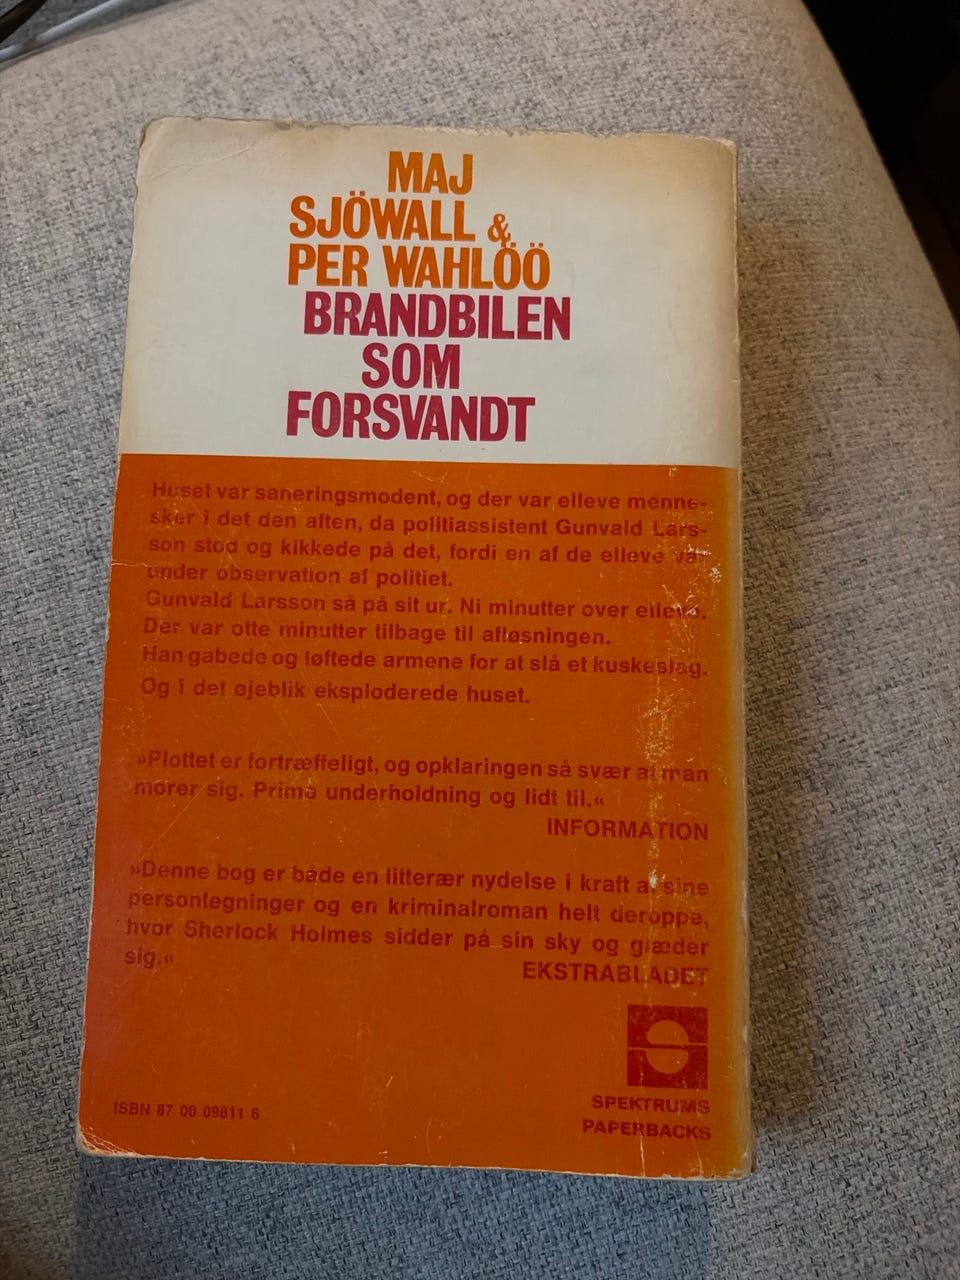 MAJ
SJÖWALL &
PER WAHLÖÖ
BRANDBILEN
SOM
FORSVANDT
Huset var saneringsmodent, og der var elleve menne-
sker i det den aften, da politiassistent Gunvald Lars-
son stod og kikkede på det, fordi en af de elleve var
under observation af politiet.
Gunvald Larsson så på sit ur. Ni minutter over elleve.
Der var otte minutter tilbage til afløsningen.
Han gabede og løftede armene for at slå et kuskeslag.
Og i det øjeblik eksploderede huset.
»Plottet er fortræffeligt, og opklaringen så svær at man
morer sig. Prima underholdning og lidt til.«
INFORMATION
»Denne bog er både en litterær nydelse i kraft af sine
persontegninger og en kriminalroman helt deroppe,
hvor Sherlock Holmes sidder på sin sky og glæder
sig.«
EKSTRABLADET
SPEKTRUMS
PAPERBACKS
ISBN 87 00 09811 6